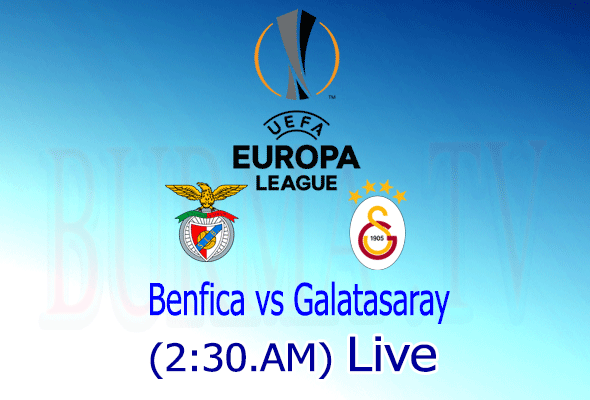 UEFA
EUROPA
LEAGUE
1905
Benfica vs Galatasaray
(2:30.AM) Live